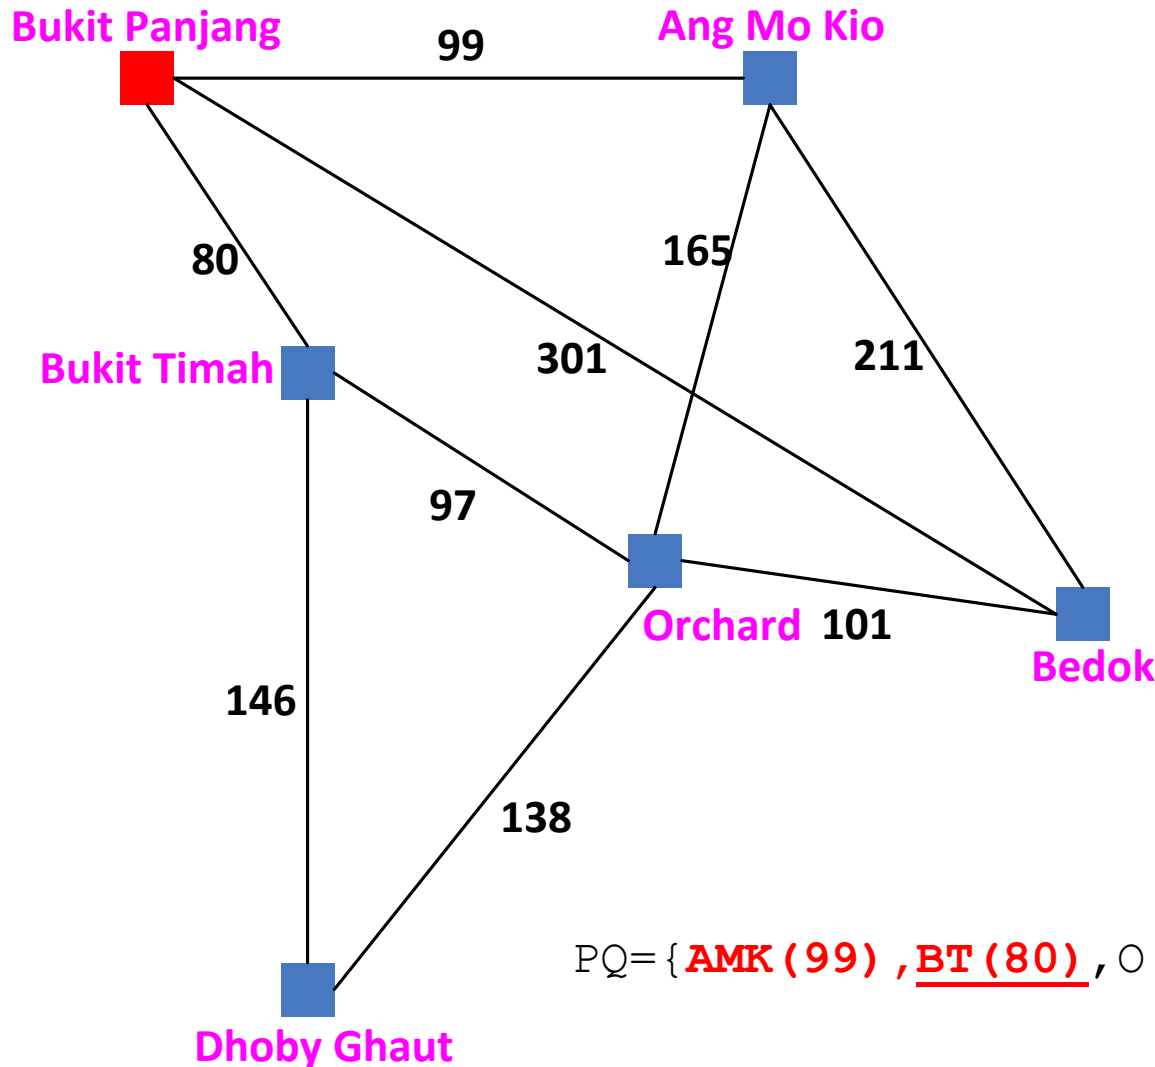 Bukit Panjang
Ang Mo Kio
99
80
165
301
211
Bukit Timah
97
Orchard
101
Bedok
146
138
PQ={AMK(99),BT(80),O
Dhoby Ghaut